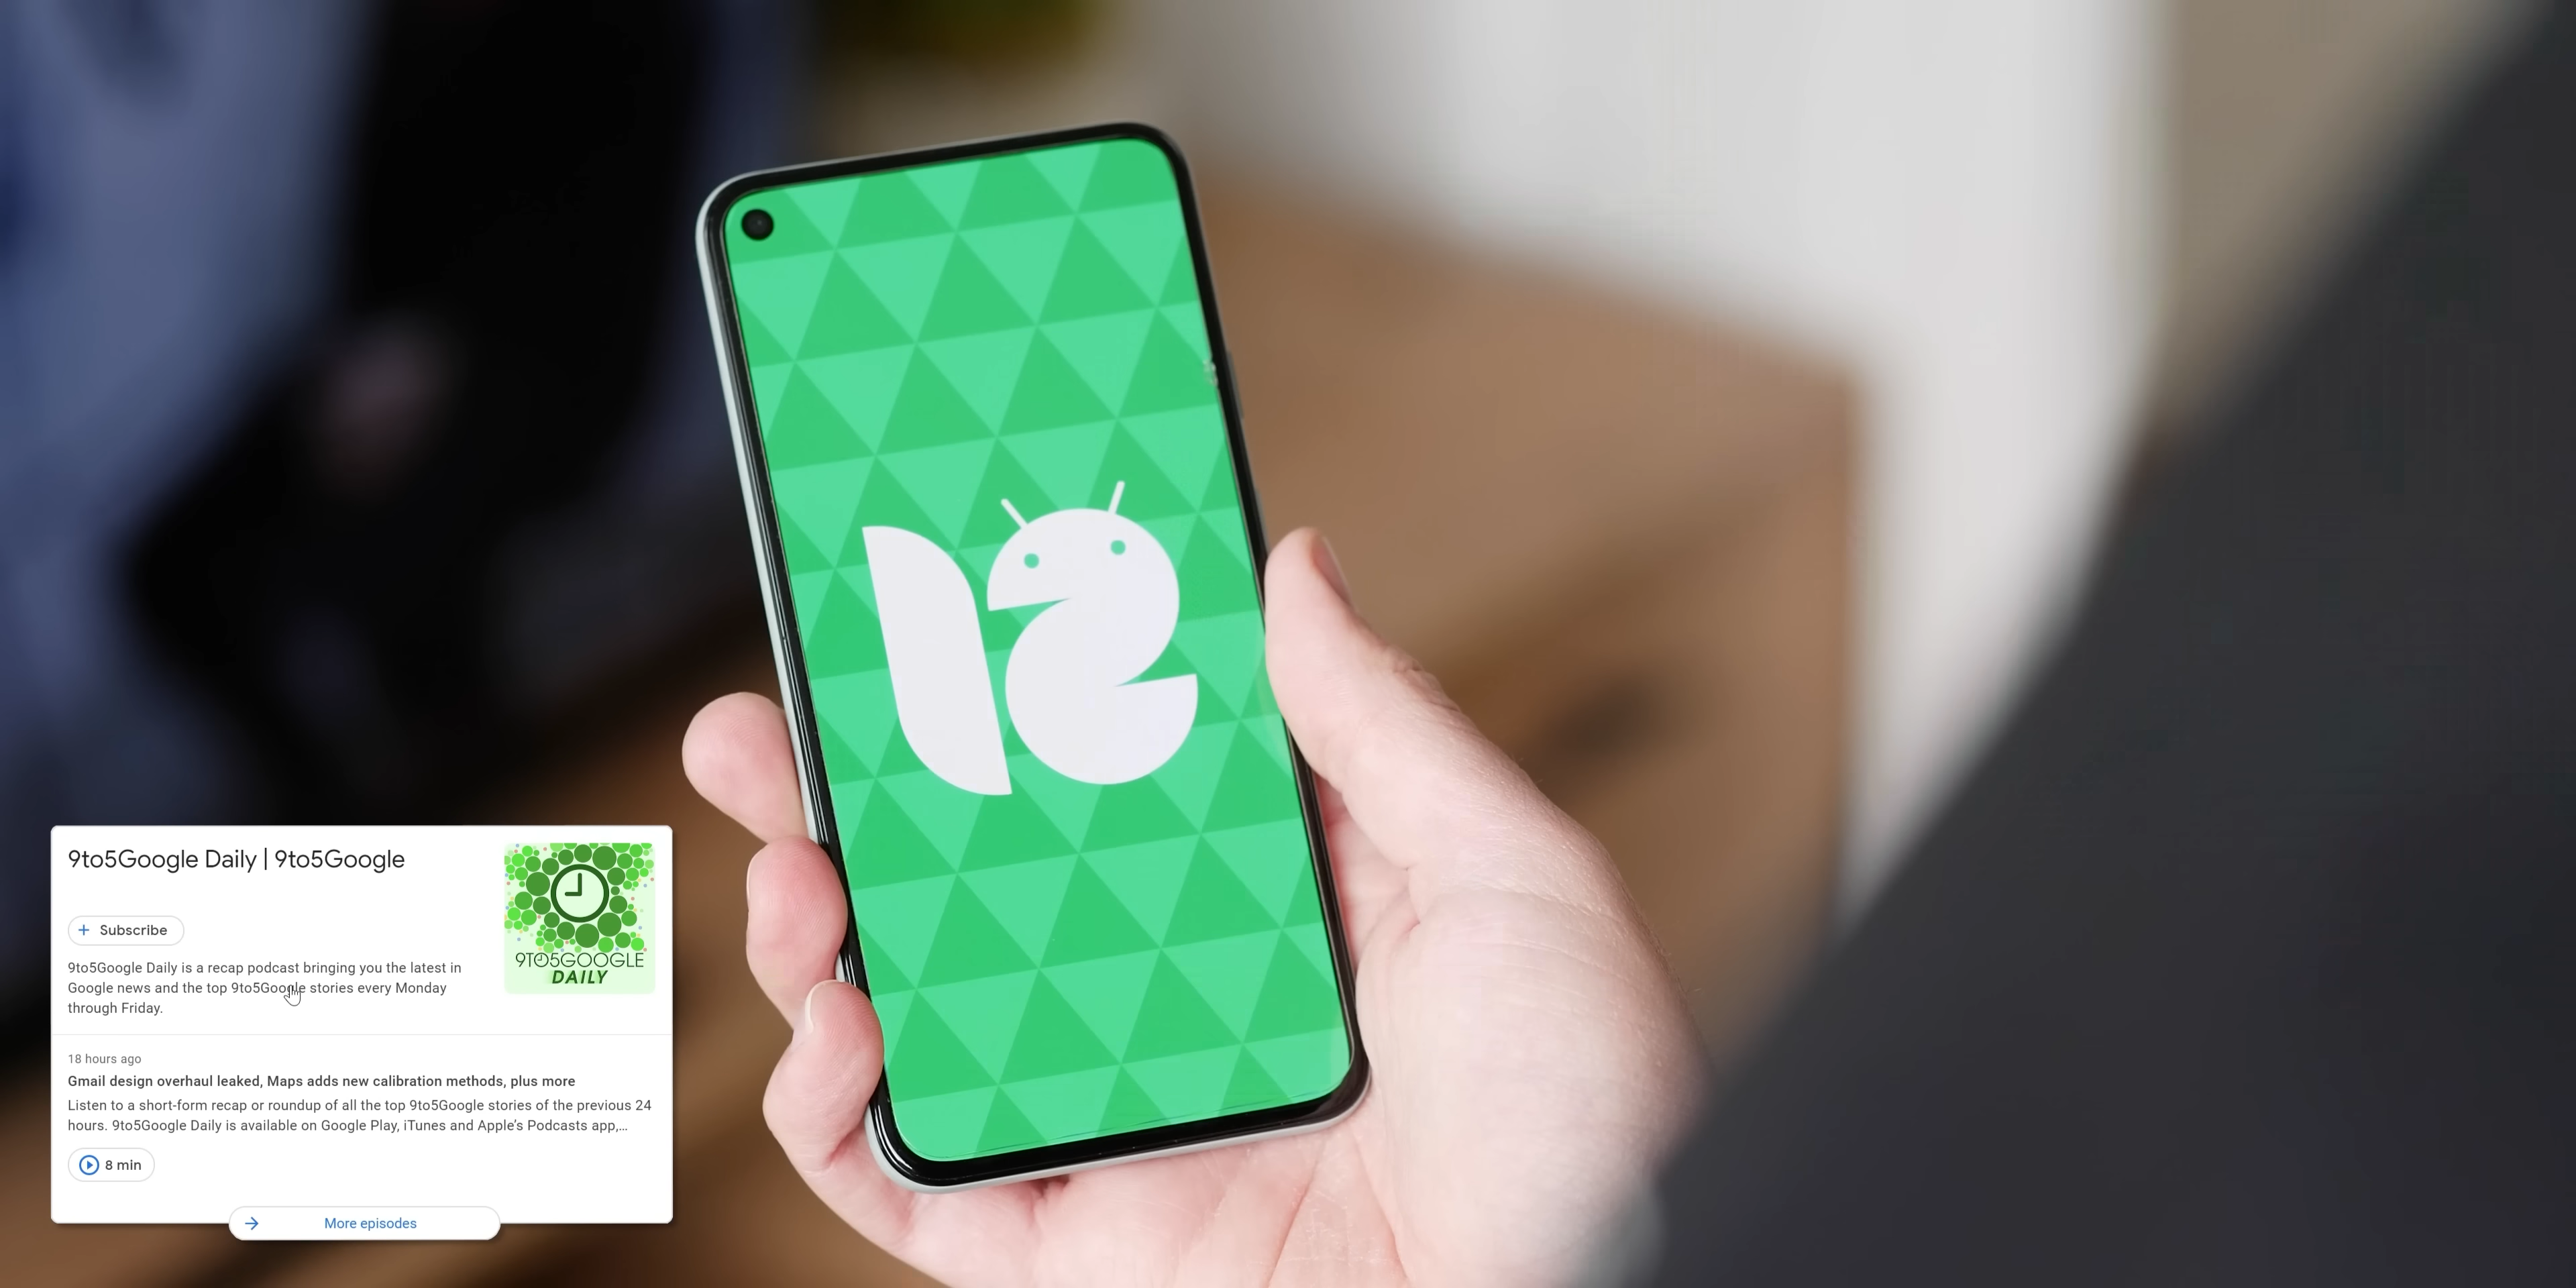 12
9to5Google Daily | 9to5Google
+ Subscribe
9to5Google Daily is a recap podcast bringing you the latest in
Google news and the top 9to5Google stories every Monday
through Friday.
9TO5GOOGLE
DAILY
18 hours ago
Gmail design overhaul leaked, Maps adds new calibration methods, plus more
Listen to a short-form recap or roundup of all the top 9to5Google stories of the previous 24
hours. 9to5Google Daily is available on Google Play, iTunes and Apple’s Podcasts app,...
8 min
More episodes